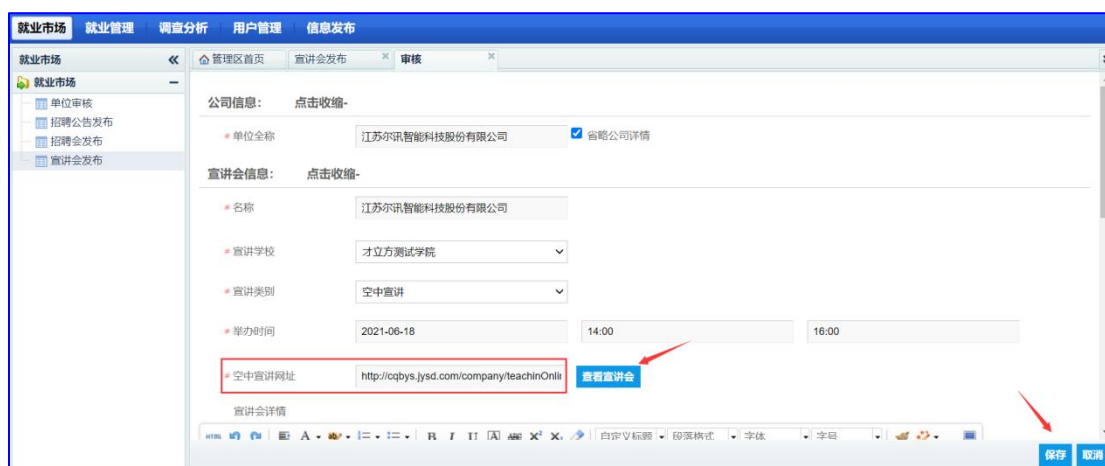 就业市场 就业管理 调查分析 用户管理 信息发布
就业市场 管理区首页 宣讲会发布 审核
就业市场
单位审核
招聘公告发布
招聘会发布
宣讲会发布
公司信息： 点击收缩-
* 单位全称 江苏尔讯智能科技股份有限公司 省略公司详情
宣讲会信息： 点击收缩-
* 名称 江苏尔讯智能科技股份有限公司
* 宣讲学校 才立方测试学院
* 宣讲类别 空中宣讲
* 举办时间 2021-06-18 14:00 16:00
* 空中宣讲网址 http://cqbys.jysd.com/company/teachinOnli 查看宣讲会
宣讲会详情
HTML A ab B I U A ABC X² X₂ 自定义标题 段落格式 字体 字号
保存 取消